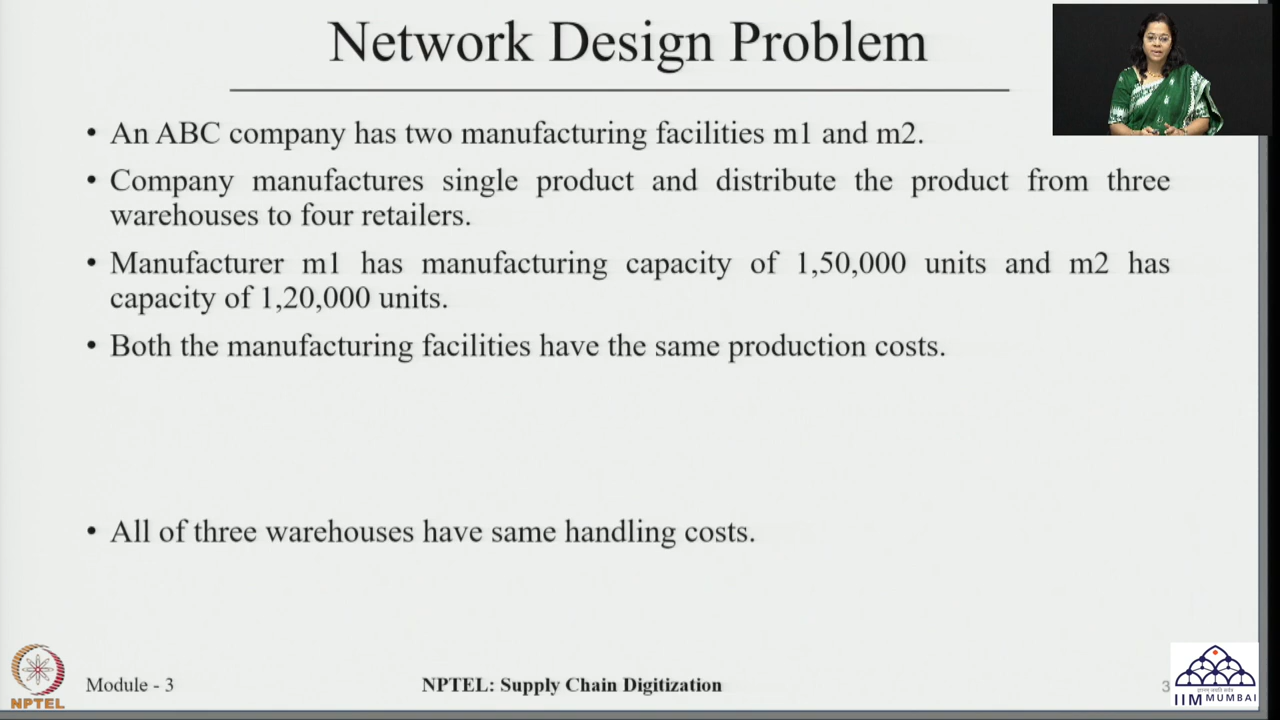 Network Design Problem
• An ABC company has two manufacturing facilities m1 and m2.
• Company manufactures single product and distribute the product from three
warehouses to four retailers.
• Manufacturer m1 has manufacturing capacity of 1,50,000 units and m2 has
capacity of 1,20,000 units.
• Both the manufacturing facilities have the same production costs.
• All of three warehouses have same handling costs.
NPTEL
Module - 3
NPTEL: Supply Chain Digitization
3
IIM MUMBAI